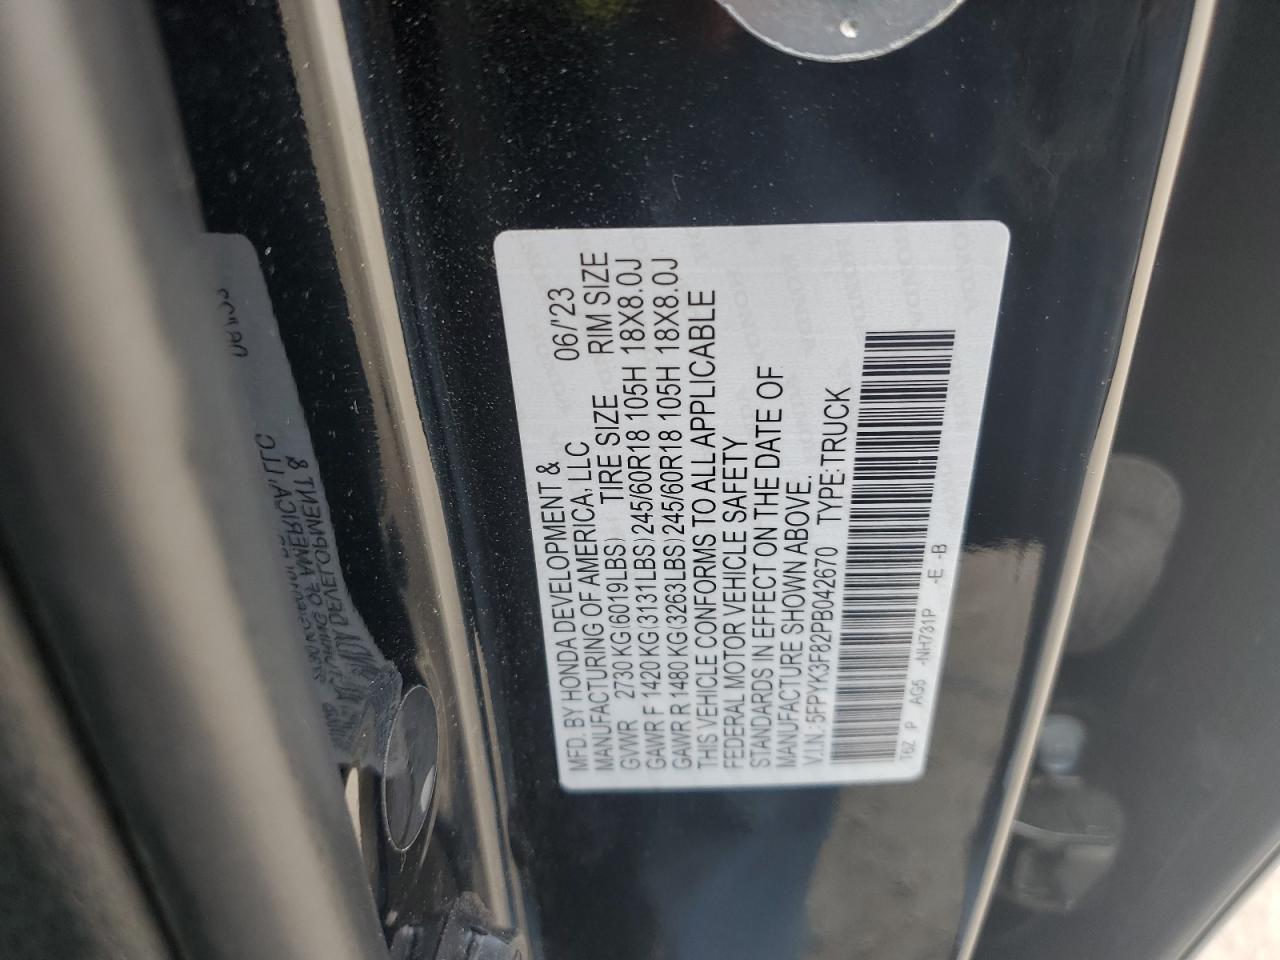 MFD. BY HONDA DEVELOPMENT & 06/'23
MANUFACTURING OF AMERICA, LLC
GVWR 2730 KG(6019LBS) TIRE SIZE RIM SIZE
GAWR F 1420 KG(3131LBS) 245/60R18 105H 18X8.0J
GAWR R 1480 KG(3263LBS) 245/60R18 105H 18X8.0J
THIS VEHICLE CONFORMS TO ALL APPLICABLE
FEDERAL MOTOR VEHICLE SAFETY
STANDARDS IN EFFECT ON THE DATE OF
MANUFACTURE SHOWN ABOVE.
V.I.N.:5FPYK3F82PB042670 TYPE:TRUCK
T6Z P AG5 -NH731P -E -B